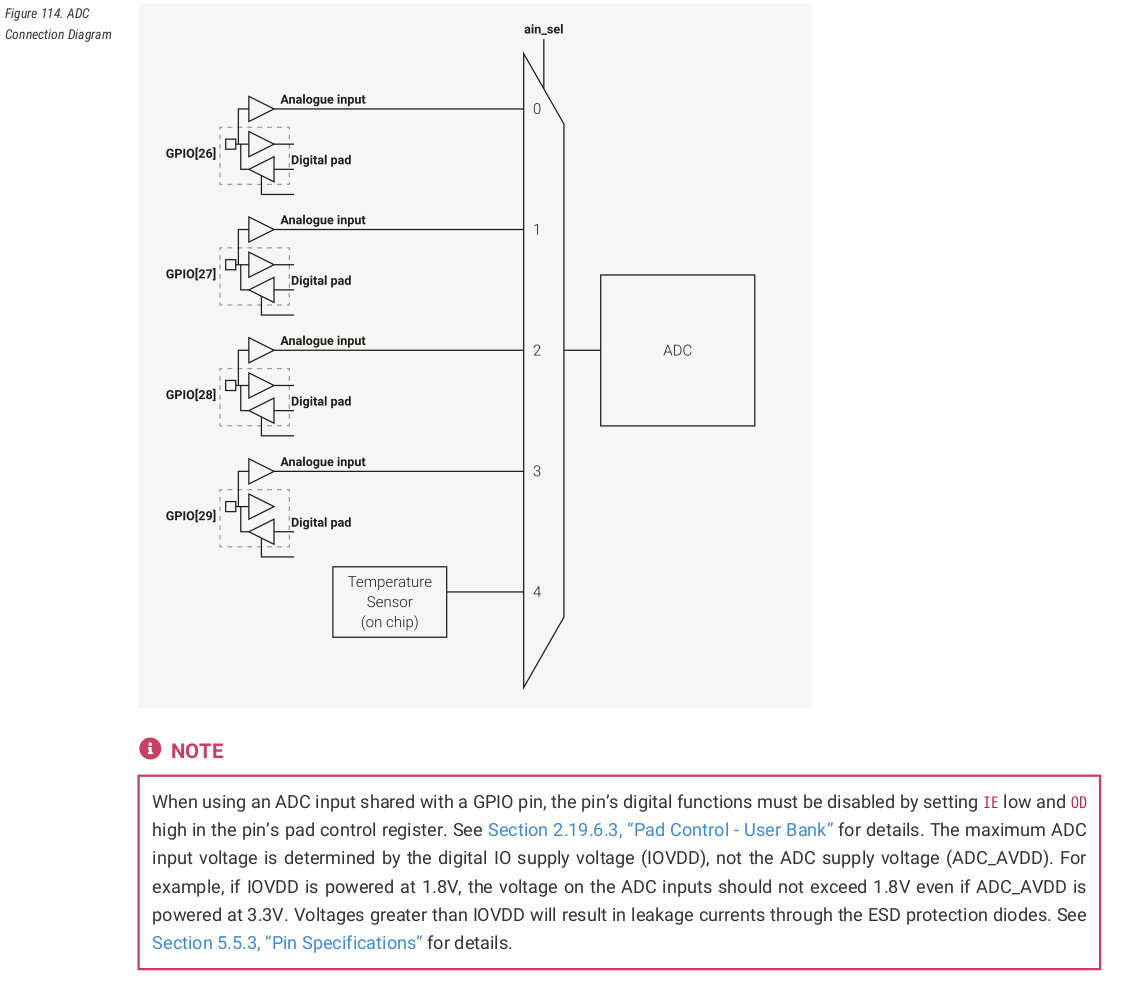 Figure 114. ADC
Connection Diagram
ain_sel
Analogue input
0
GPIO[26]
Digital pad
Analogue input
1
GPIO[27]
Digital pad
Analogue input
2
ADC
GPIO[28]
Digital pad
Analogue input
3
GPIO[29]
Digital pad
Temperature
Sensor
(on chip)
4
NOTE
When using an ADC input shared with a GPIO pin, the pin’s digital functions must be disabled by setting IE low and OD
high in the pin’s pad control register. See Section 2.19.6.3, “Pad Control - User Bank” for details. The maximum ADC
input voltage is determined by the digital IO supply voltage (IOVDD), not the ADC supply voltage (ADC_AVDD). For
example, if IOVDD is powered at 1.8V, the voltage on the ADC inputs should not exceed 1.8V even if ADC_AVDD is
powered at 3.3V. Voltages greater than IOVDD will result in leakage currents through the ESD protection diodes. See
Section 5.5.3, “Pin Specifications” for details.